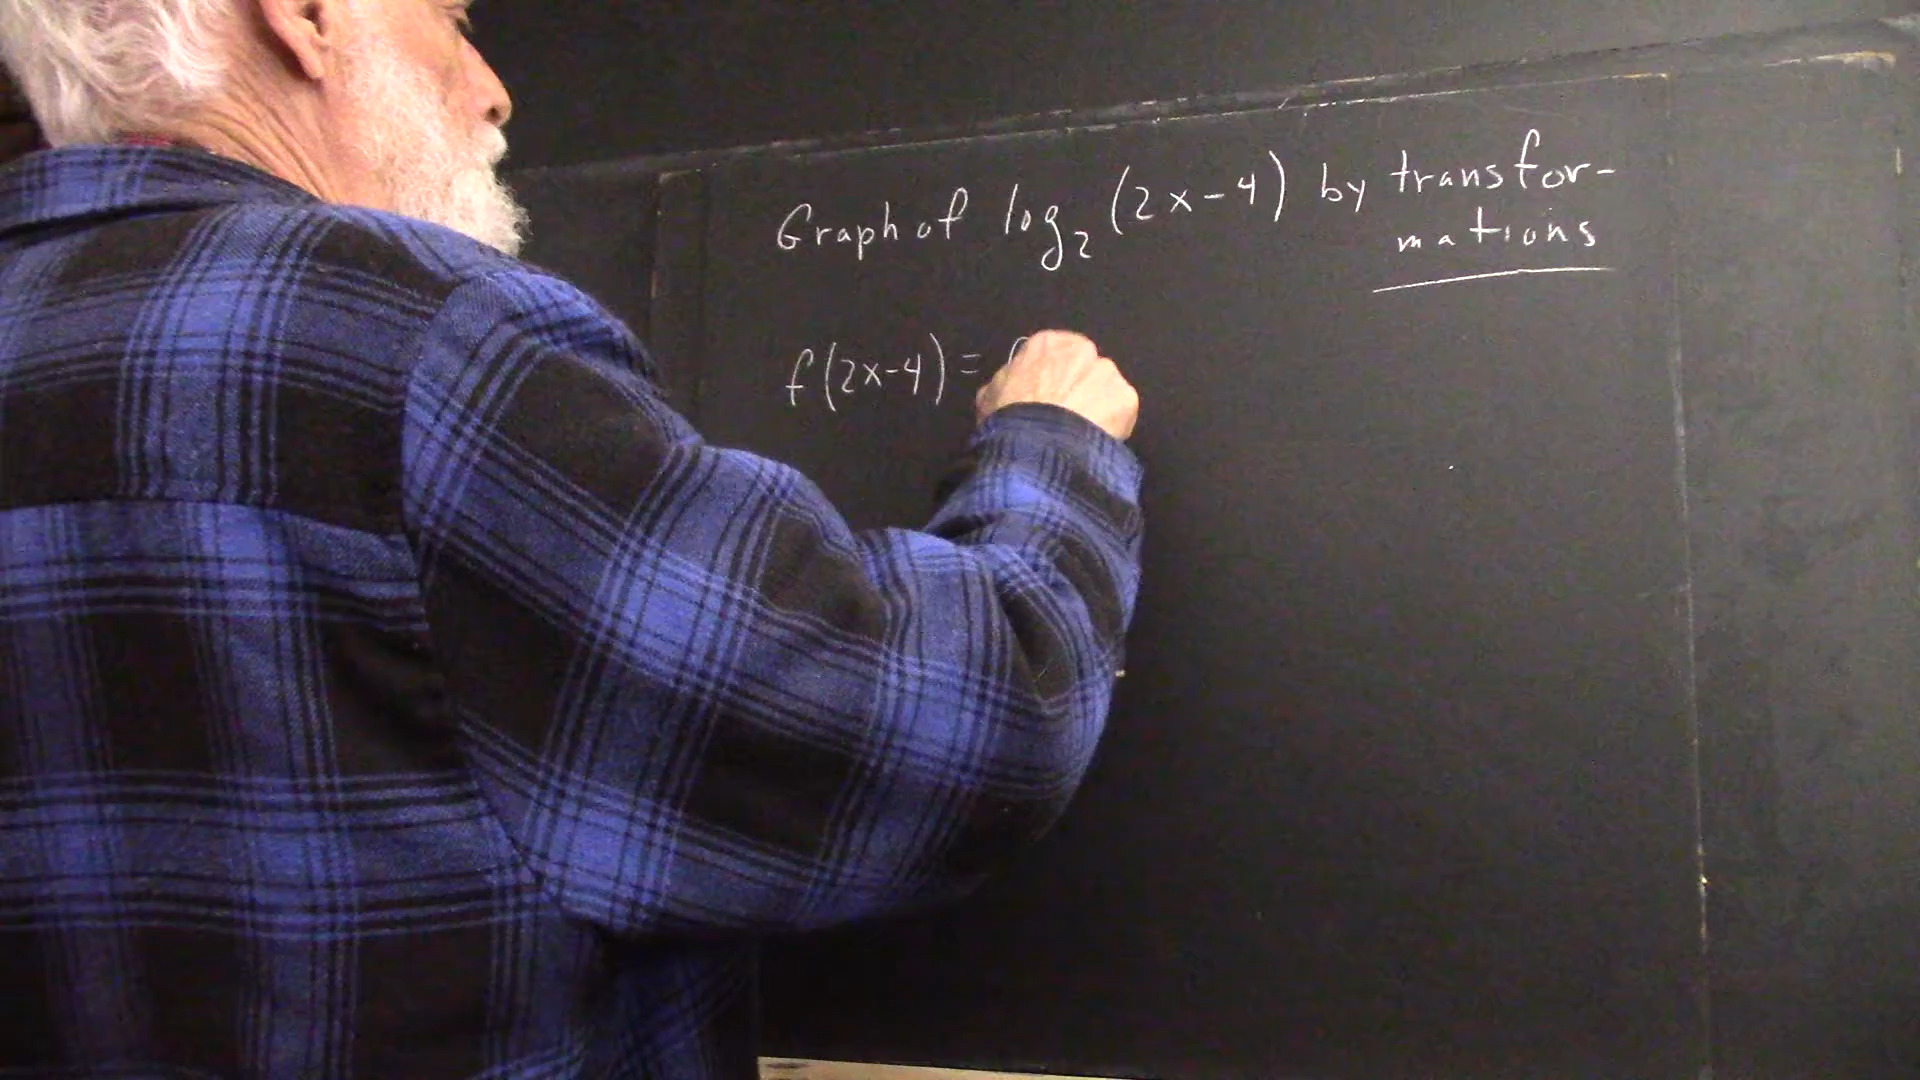 Graph of log₂ (2x-4) by transfor-
mations
f(2x-4) =